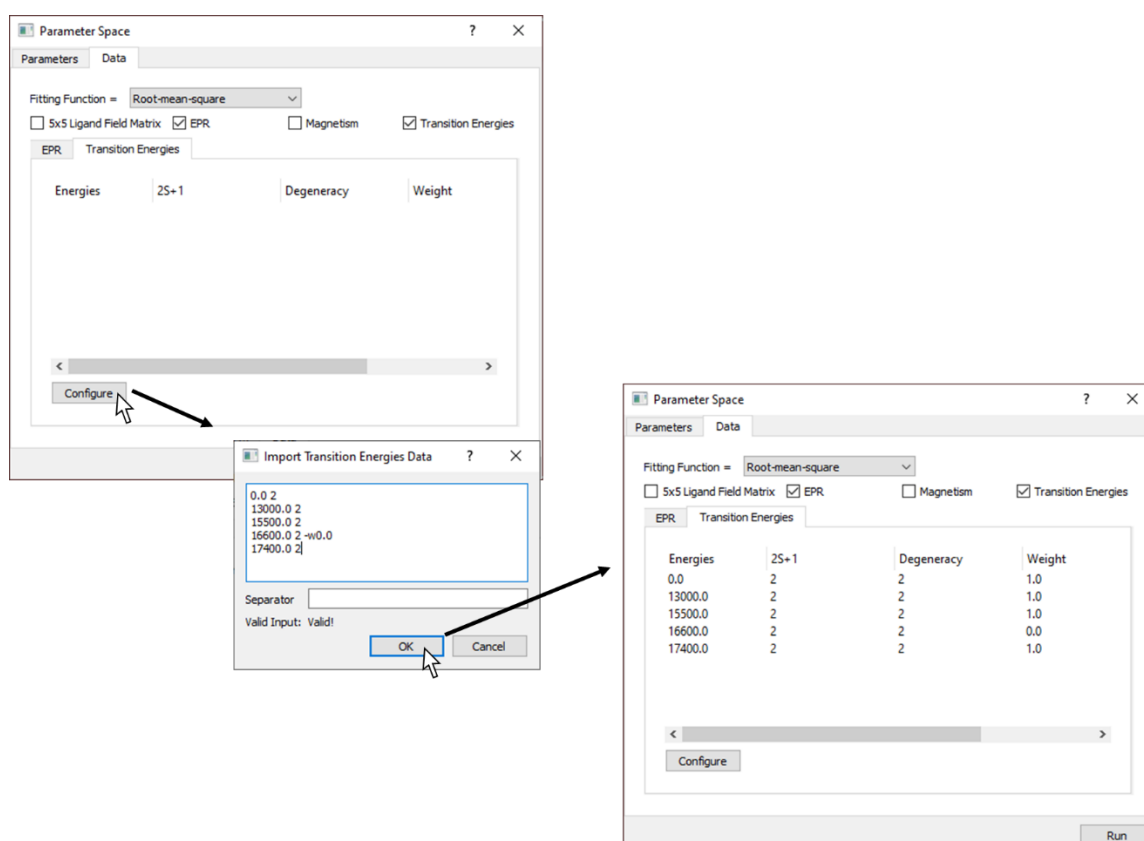 Parameter Space ?
Parameters Data
Fitting Function = Root-mean-square
5x5 Ligand Field Matrix EPR Magnetism Transition Energies
EPR Transition Energies
Energies 2S+1 Degeneracy Weight
Configure
Import Transition Energies Data ?
0.0 2
13000.0 2
15500.0 2
16600.0 2 -w0.0
17400.0 2
Separator
Valid Input: Valid!
OK Cancel
Parameter Space ?
Parameters Data
Fitting Function = Root-mean-square
5x5 Ligand Field Matrix EPR Magnetism Transition Energies
EPR Transition Energies
Energies 2S+1 Degeneracy Weight
0.0 2 2 1.0
13000.0 2 2 1.0
15500.0 2 2 1.0
16600.0 2 2 0.0
17400.0 2 2 1.0
Configure
Run